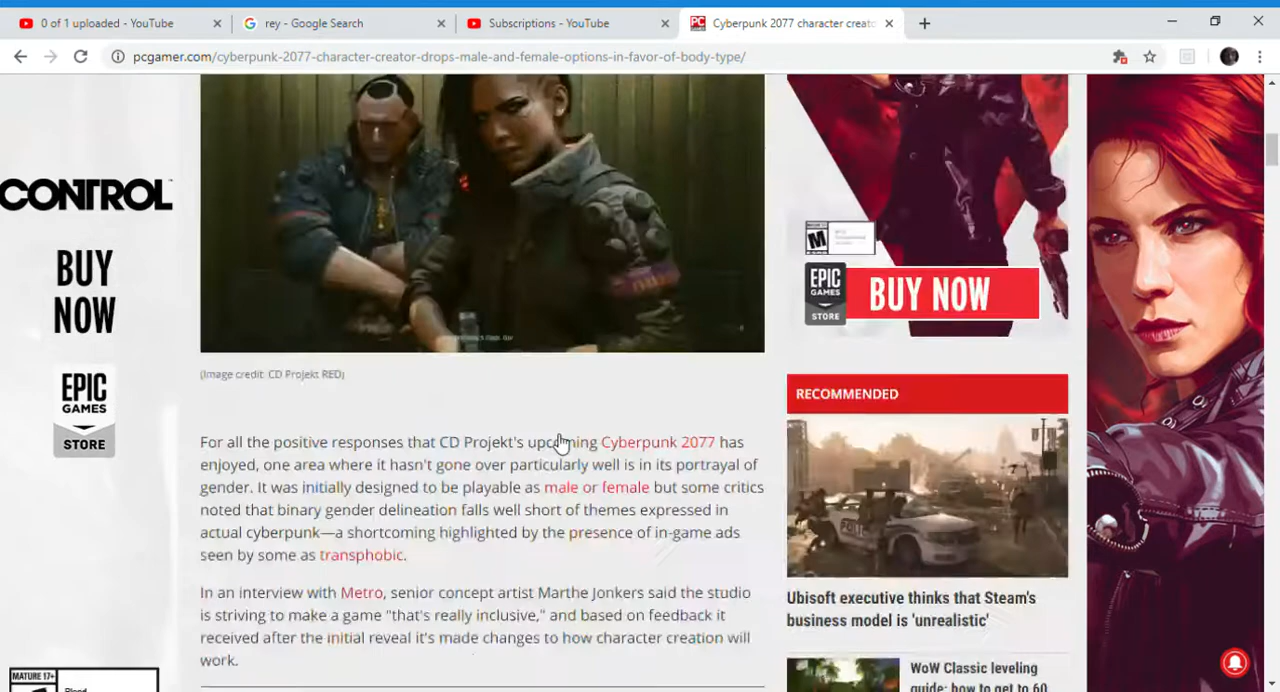 0 of 1 uploaded - YouTube
rey - Google Search
Subscriptions - YouTube
Cyberpunk 2077 character creato
pcgamer.com/cyberpunk-2077-character-creator-drops-male-and-female-options-in-favor-of-body-type/
CONTROL
BUY
NOW
EPIC
GAMES
STORE
MATURE 17+
Blood
(Image credit: CD Projekt RED)
For all the positive responses that CD Projekt's upcoming Cyberpunk 2077 has
enjoyed, one area where it hasn't gone over particularly well is in its portrayal of
gender. It was initially designed to be playable as male or female but some critics
noted that binary gender delineation falls well short of themes expressed in
actual cyberpunk—a shortcoming highlighted by the presence of in-game ads
seen by some as transphobic.
In an interview with Metro, senior concept artist Marthe Jonkers said the studio
is striving to make a game "that's really inclusive," and based on feedback it
received after the initial reveal it's made changes to how character creation will
work.
M
EPIC
GAMES
STORE
BUY NOW
RECOMMENDED
Ubisoft executive thinks that Steam's
business model is 'unrealistic'
WoW Classic leveling
guide: how to get to 60